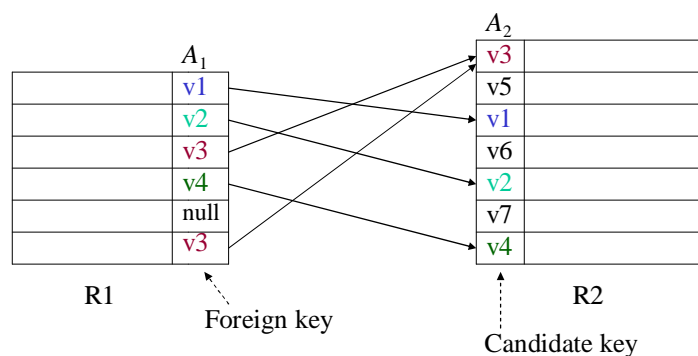 A1
v1
v2
v3
v4
null
v3
R1
Foreign key
A2
v3
v5
v1
v6
v2
v7
v4
R2
Candidate key